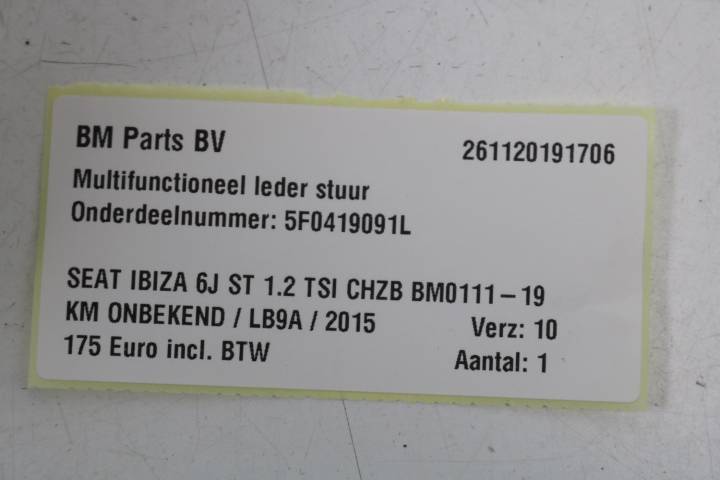 BM Parts BV 261120191706
Multifunctioneel leder stuur
Onderdeelnummer: 5F0419091L
SEAT IBIZA 6J ST 1.2 TSI CHZB BM0111-19
KM ONBEKEND / LB9A / 2015 Verz: 10
175 Euro incl. BTW Aantal: 1